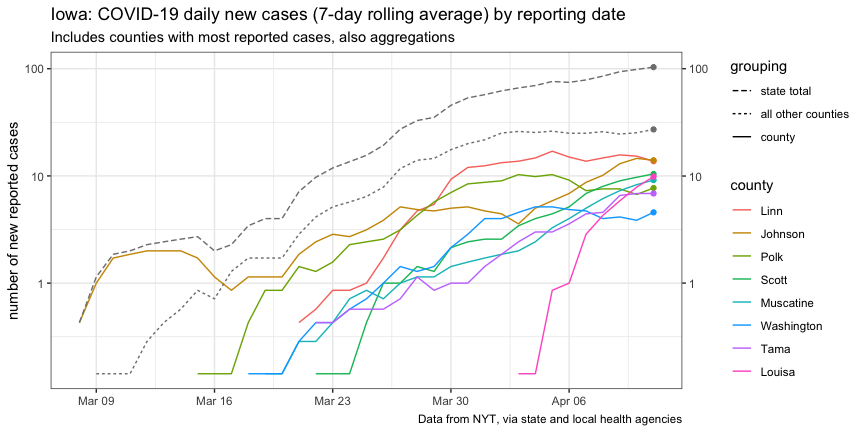 Iowa: COVID-19 daily new cases (7-day rolling average) by reporting date
Includes counties with most reported cases, also aggregations
number of new reported cases
100
10
1
100
10
1
Mar 09
Mar 16
Mar 23
Mar 30
Apr 06
Data from NYT, via state and local health agencies
grouping
state total
all other counties
county
county
Linn
Johnson
Polk
Scott
Muscatine
Washington
Tama
Louisa